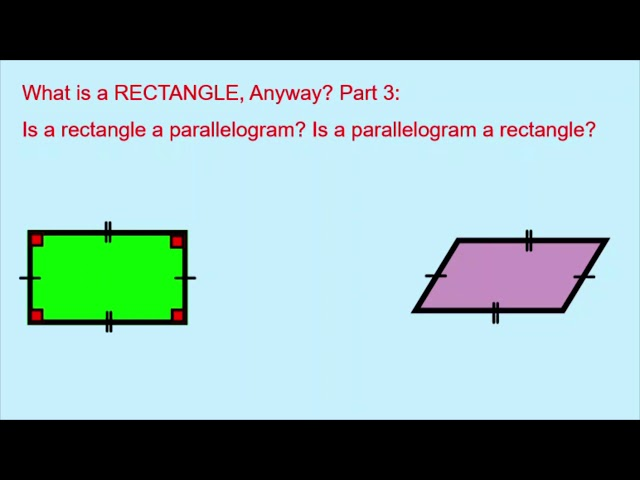 What is a RECTANGLE, Anyway? Part 3:
Is a rectangle a parallelogram? Is a parallelogram a rectangle?